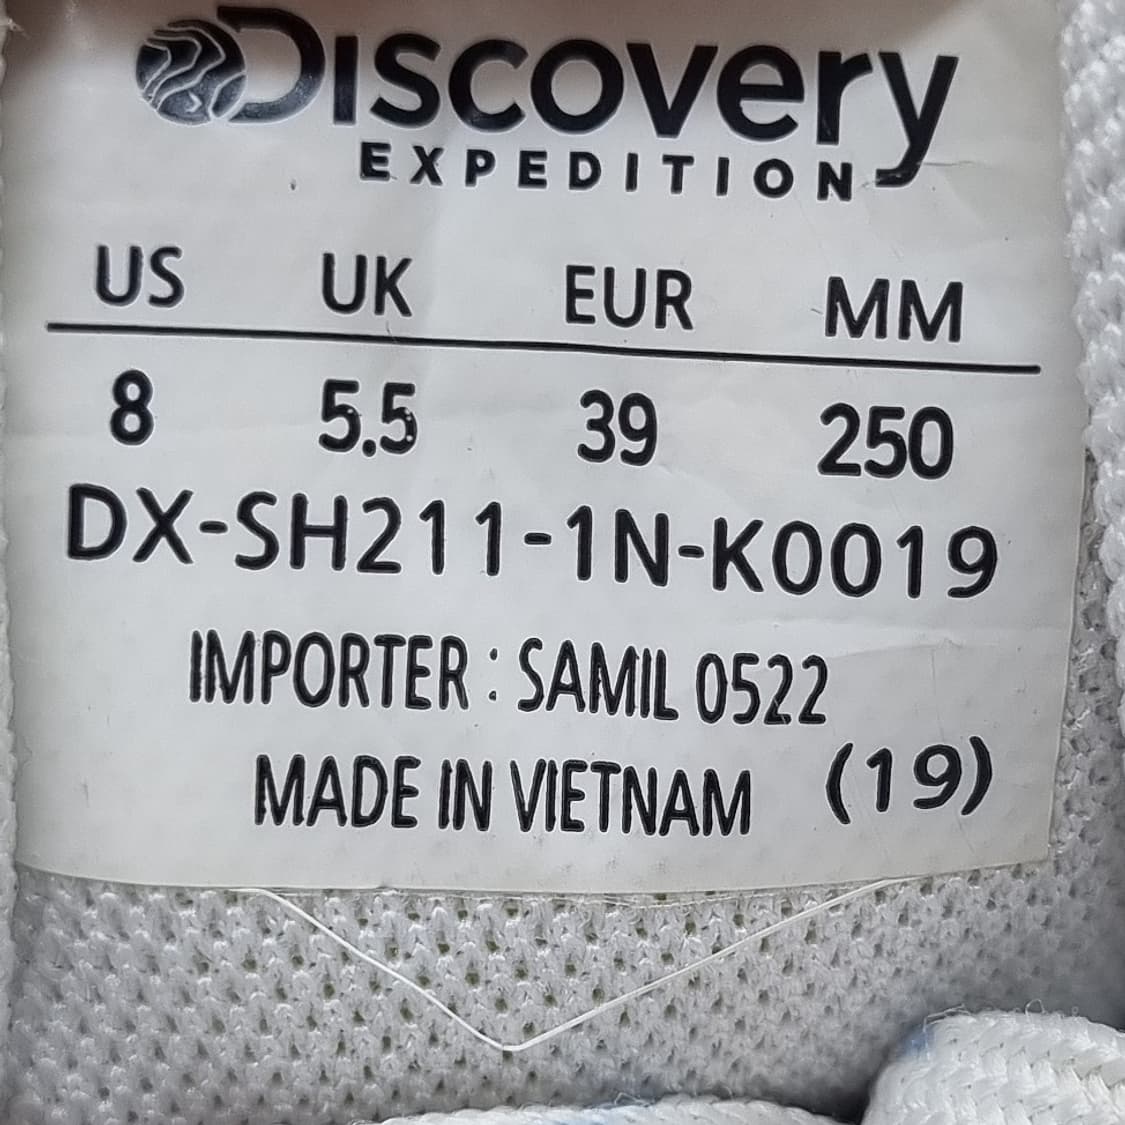 Discovery
EXPEDITION
US UK EUR MM
8 5.5 39 250
DX-SH211-1N-K0019
IMPORTER : SAMIL 0522
MADE IN VIETNAM (19)